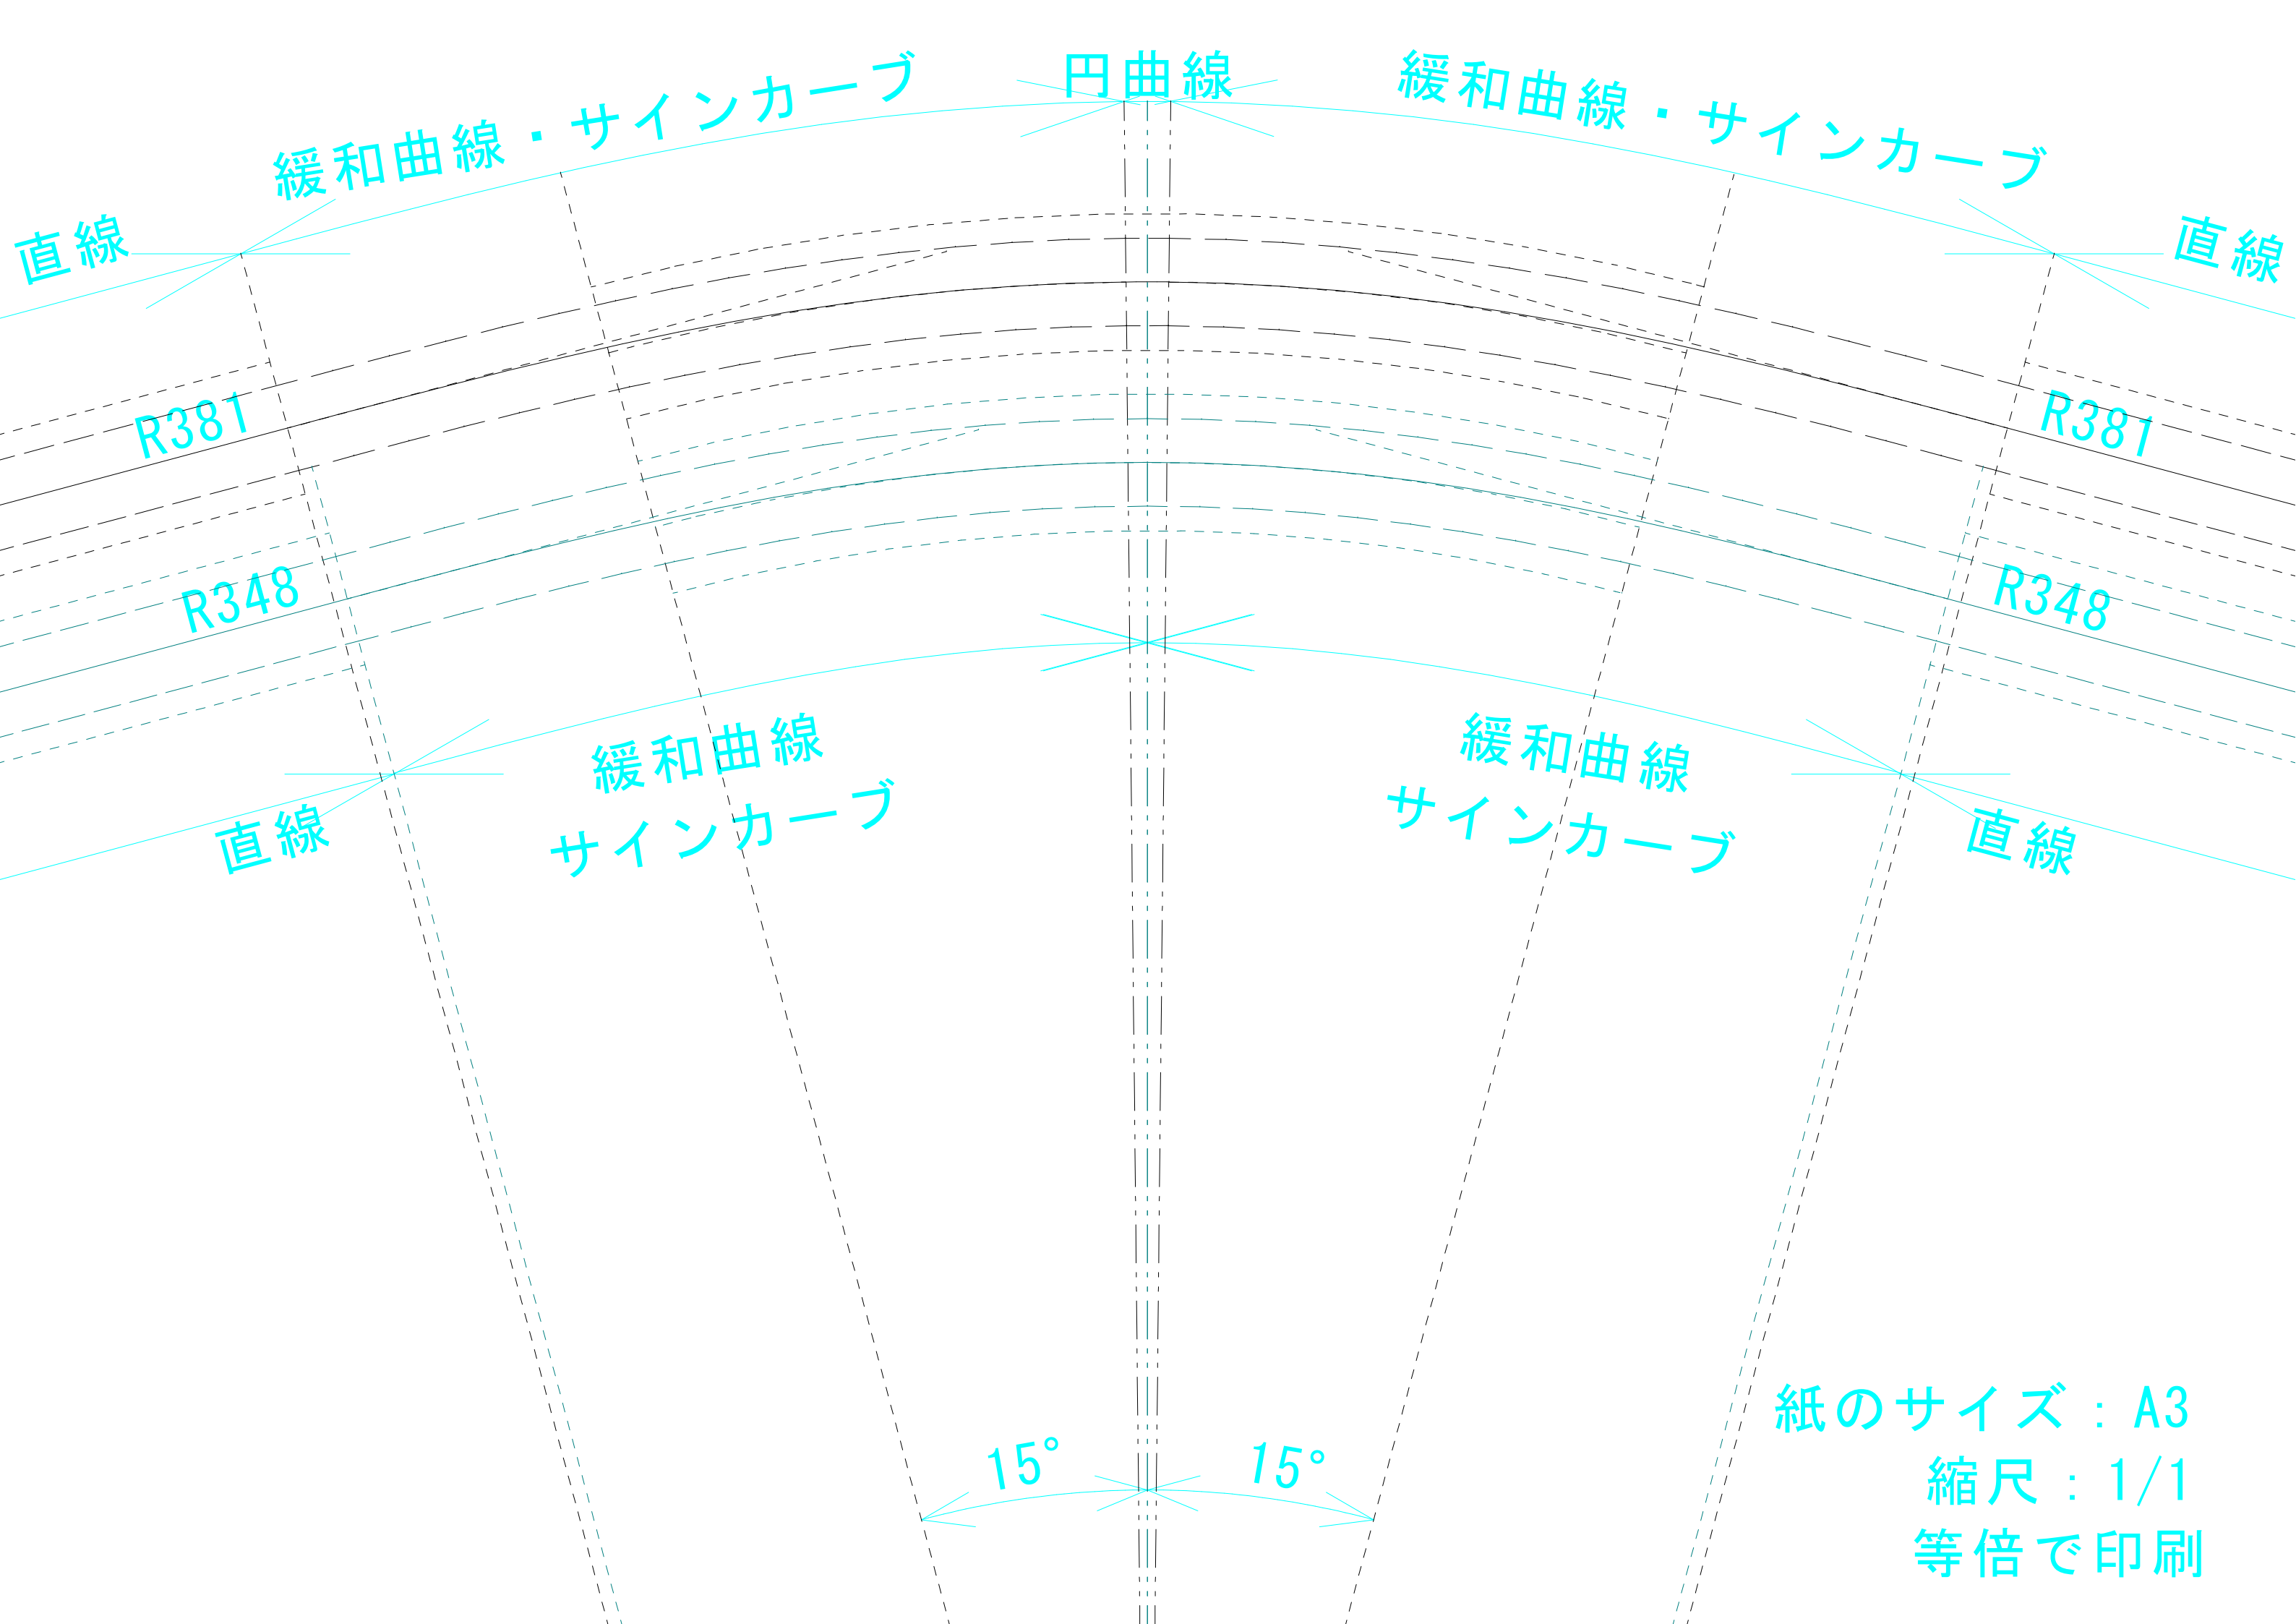 円曲線
緩和曲線・サインカーブ
緩和曲線・サインカーブ
直線
直線
R381
R381
R348
R348
緩和曲線
サインカーブ
緩和曲線
サインカーブ
直線
直線
15°
15°
紙のサイズ：A3
縮尺：1/1
等倍で印刷